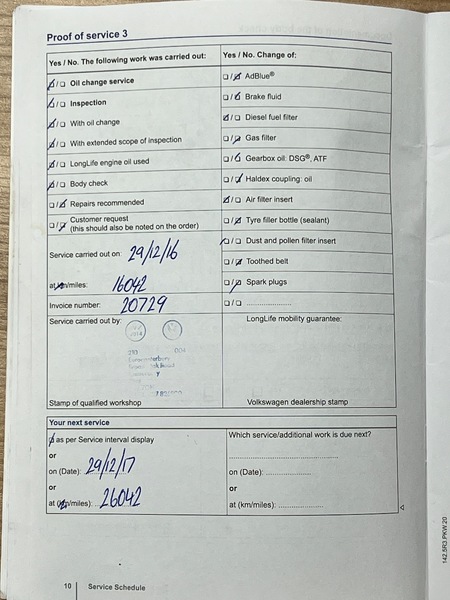 Proof of service 3
Yes / No. The following work was carried out:
☑/☐ Oil change service
☑/☐ Inspection
☑/☐ With oil change
☑/☐ With extended scope of inspection
☑/☐ LongLife engine oil used
☑/☐ Body check
☐/☑ Repairs recommended
☐/☑ Customer request
(this should also be noted on the order)
Service carried out on: 29/12/16
at km/miles: 16042
Invoice number: 20729
Service carried out by:
Stamp of qualified workshop
Yes / No. Change of:
☐/☑ AdBlue®
☐/☑ Brake fluid
☑/☐ Diesel fuel filter
☐/☑ Gas filter
☐/☑ Gearbox oil: DSG®, ATF
☐/☑ Haldex coupling: oil
☑/☐ Air filter insert
☐/☑ Tyre filler bottle (sealant)
☑/☐ Dust and pollen filter insert
☐/☑ Toothed belt
☐/☑ Spark plugs
☐/☐ ....................
LongLife mobility guarantee:
Volkswagen dealership stamp
Your next service
☑ as per Service interval display
or
on (Date): 29/12/17
or
at (km/miles): 26042
Which service/additional work is due next?
on (Date): ....................
or
at (km/miles): ....................
10 Service Schedule
142.5R3.PKW.20